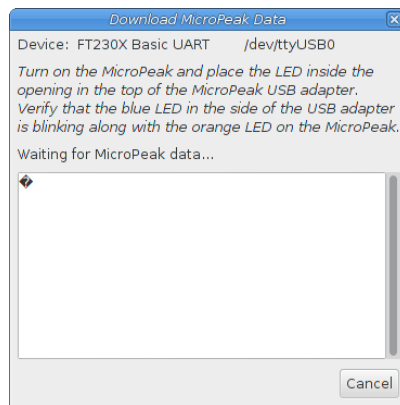 Download MicroPeak Data
Device: FT230X Basic UART /dev/ttyUSB0
Turn on the MicroPeak and place the LED inside the
opening in the top of the MicroPeak USB adapter.
Verify that the blue LED in the side of the USB adapter
is blinking along with the orange LED on the MicroPeak.
Waiting for MicroPeak data...
�
Cancel